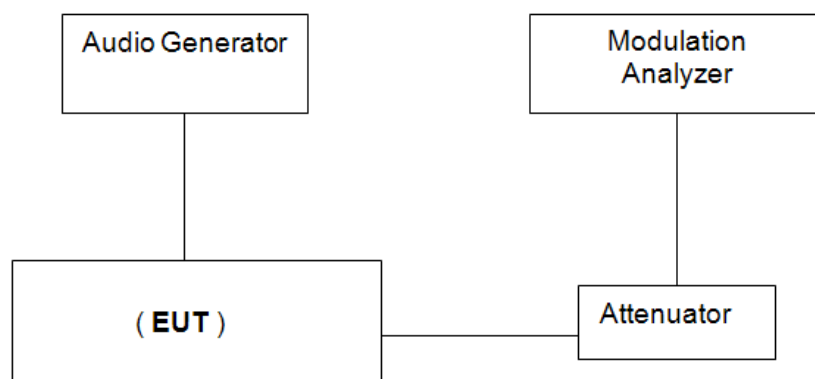 Audio Generator
Modulation
Analyzer
( EUT )
Attenuator